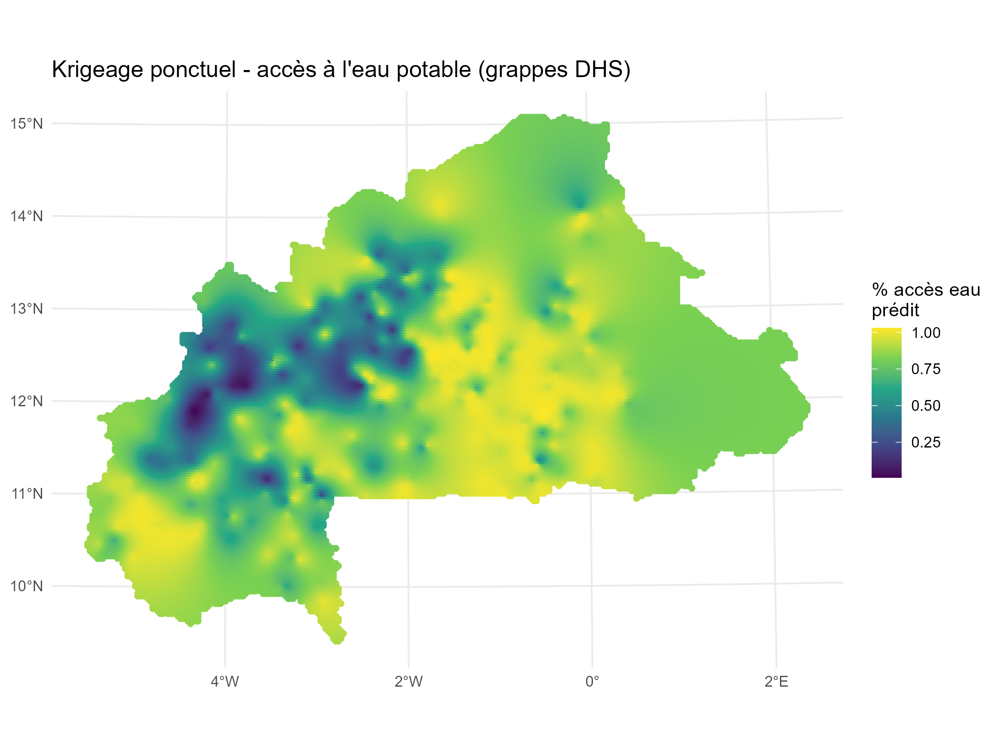 Krigeage ponctuel - accès à l'eau potable (grappes DHS)
15°N
14°N
13°N
12°N
11°N
10°N
4°W
2°W
0°
2°E
% accès eau
prédit
1.00
0.75
0.50
0.25